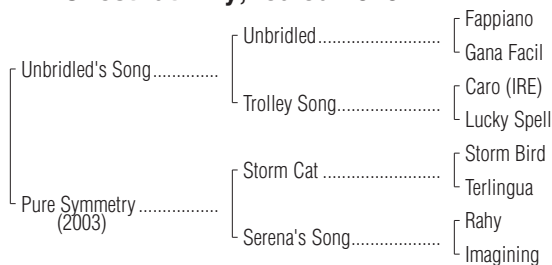 Fappiano
Unbridled
Gana Facil
Unbridled's Song
Caro (IRE)
Trolley Song
Lucky Spell
Storm Bird
Storm Cat
Terlingua
Pure Symmetry
(2003)
Rahy
Serena's Song
Imagining